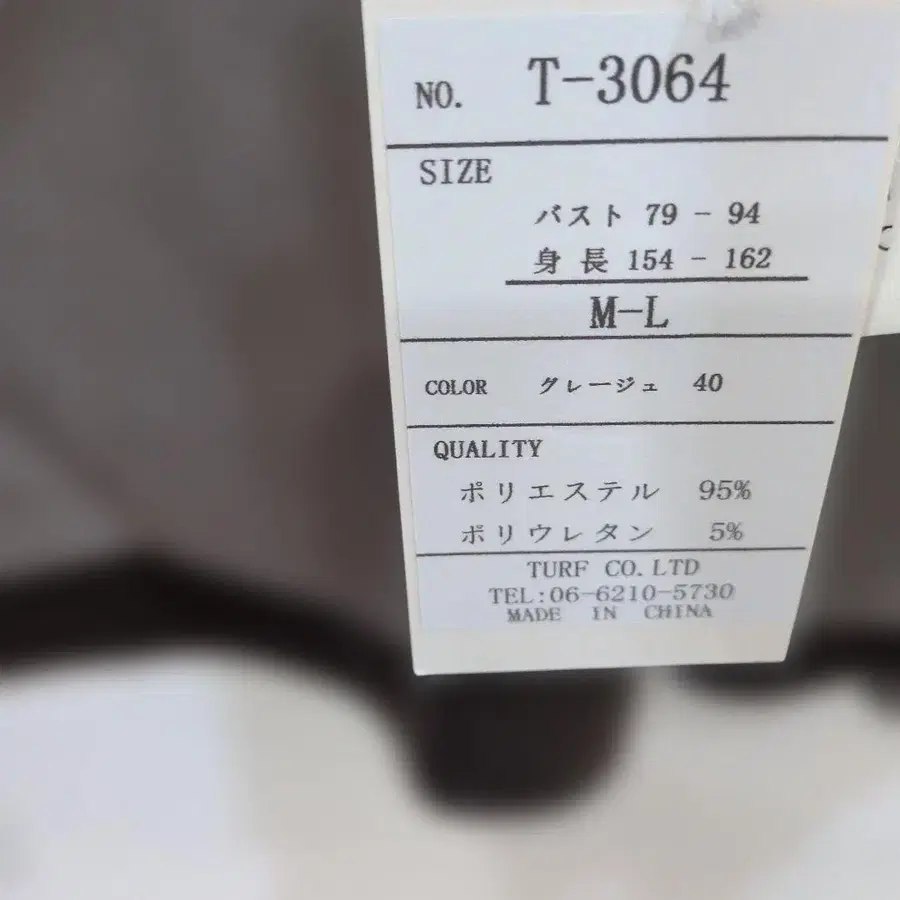 NO. T-3064
SIZE
バスト 79 - 94
身長 154 - 162
M-L
COLOR グレージュ 40
QUALITY
ポリエステル 95%
ポリウレタン 5%
TURF CO.LTD
TEL:06-6210-5730
MADE IN CHINA